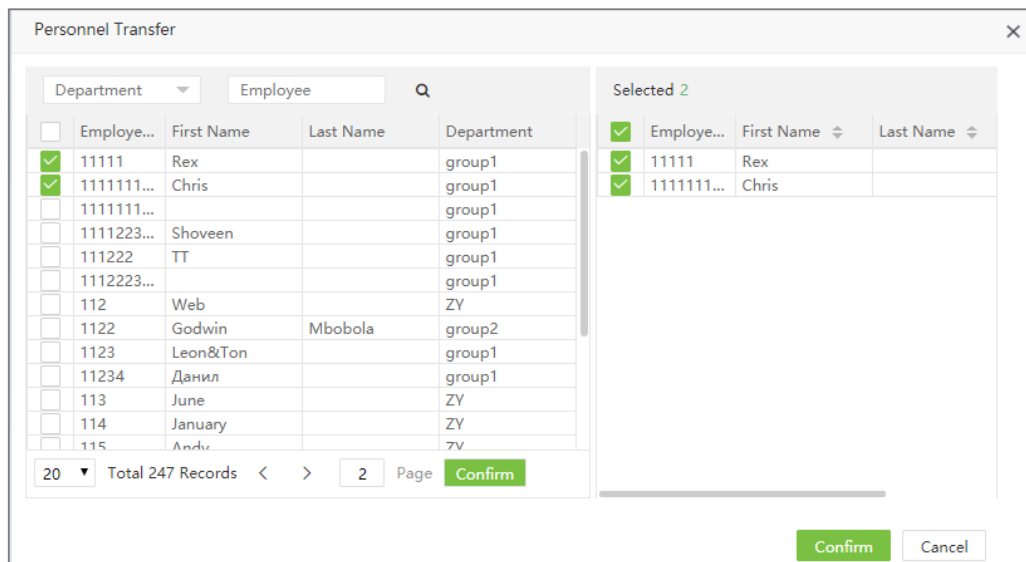 Personnel Transfer
Department Employee
Selected 2
Employe... First Name Last Name Department
Employe... First Name Last Name
11111 Rex group1
11111 Rex
1111111... Chris group1
1111111... Chris
1111111... group1
1111223... Shoveen group1
111222 TT group1
1112223... group1
112 Web ZY
1122 Godwin Mbobola group2
1123 Leon&Ton group1
11234 Данил group1
113 June ZY
114 January ZY
115 Andy ZY
20 Total 247 Records < > 2 Page Confirm
Confirm Cancel